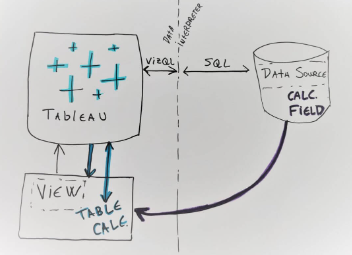 DATA
INTERPRETER
VizQL
SQL
TABLEAU
DATA SOURCE
CALC.
FIELD
VIEW
TABLE
CALC.